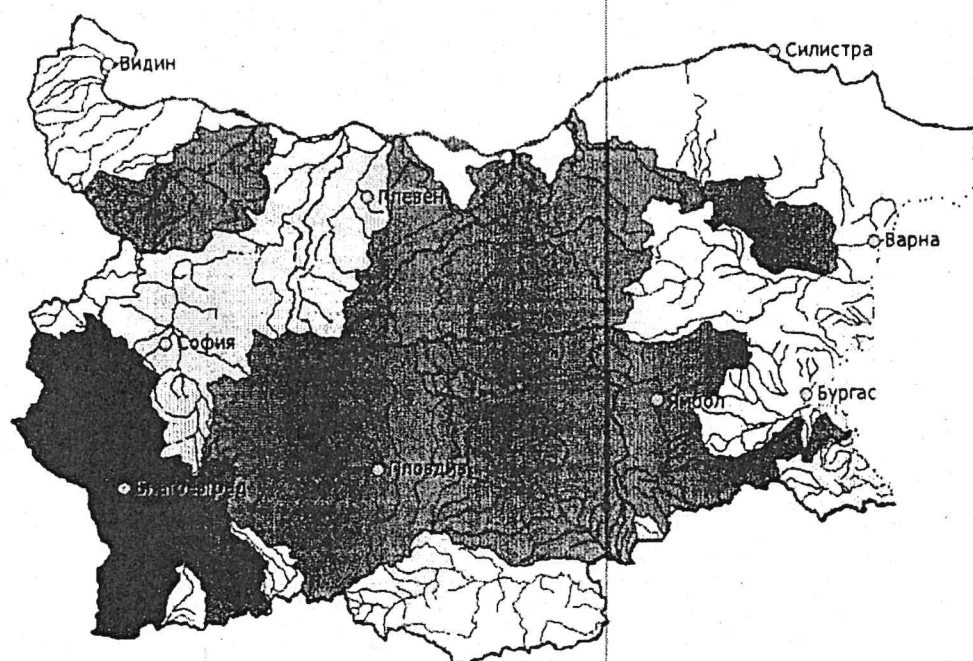 Видин
Силистра
Плевен
Варна
София
Ямбол
Бургас
Пловдив
Благоевград